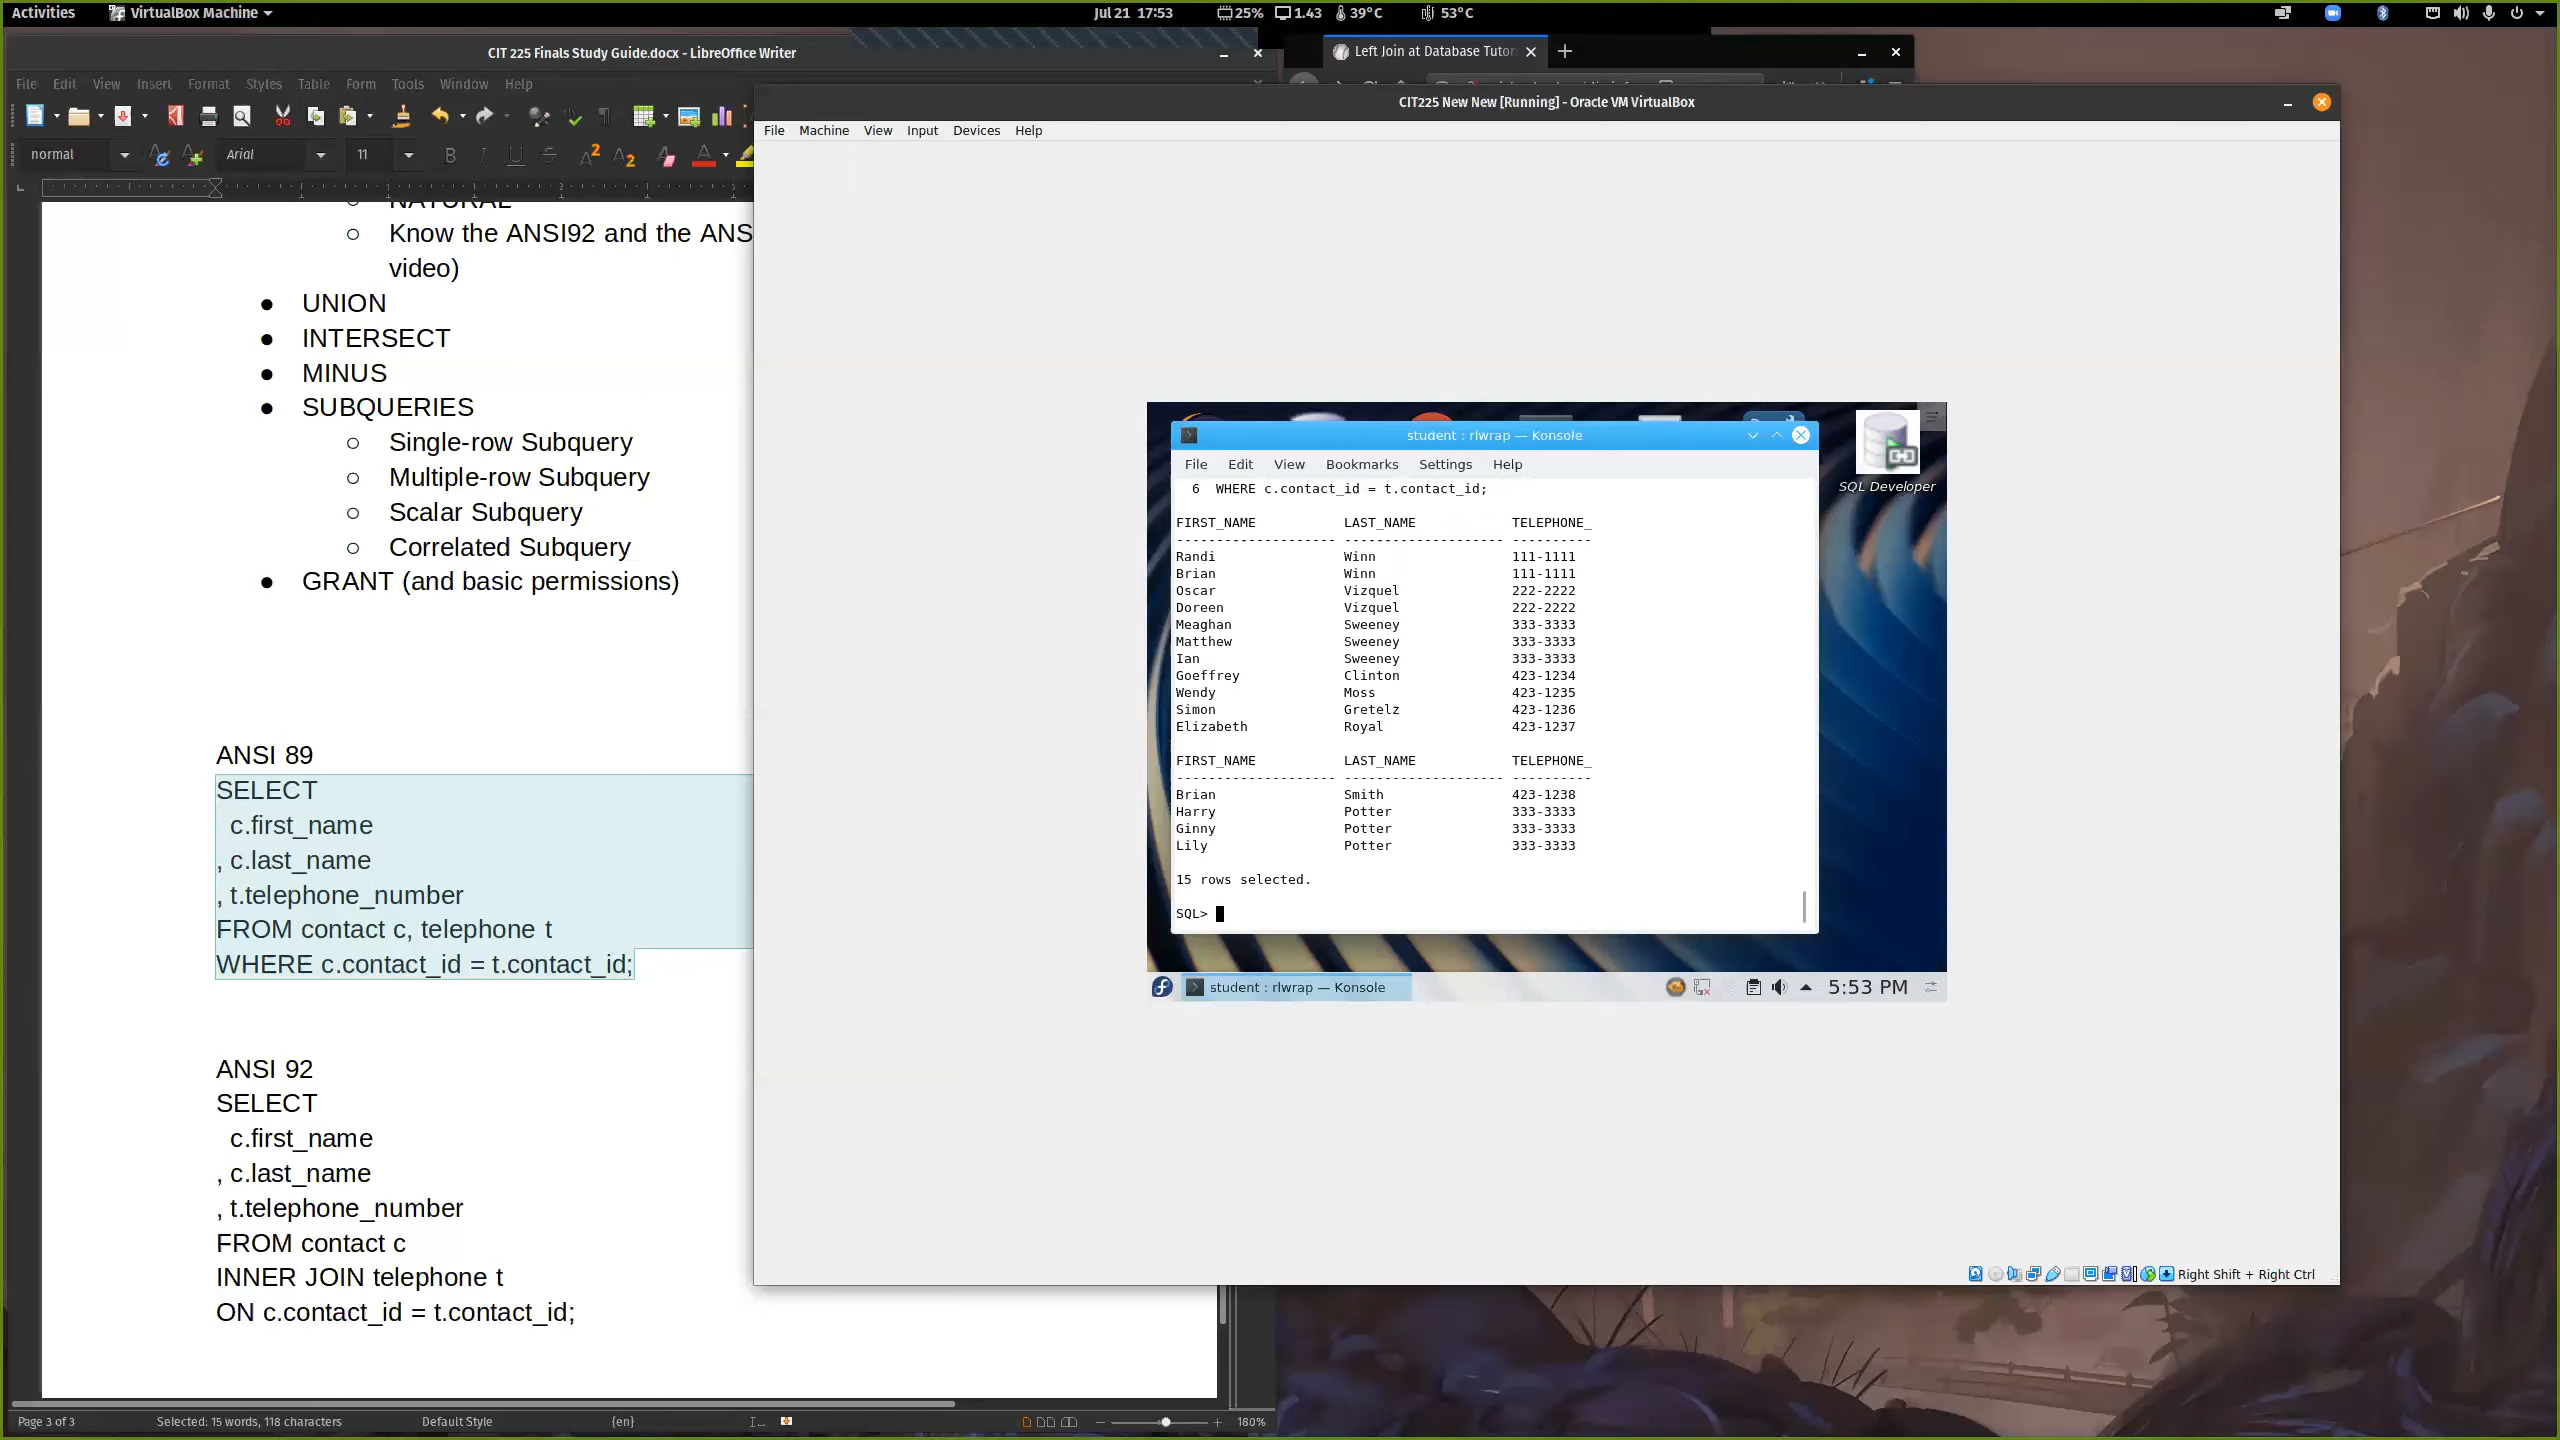 Activities
VirtualBox Machine
Jul 21 17:53
25%
1.43
39°C
53°C
CIT 225 Finals Study Guide.docx - LibreOffice Writer
File Edit View Insert Format Styles Table Form Tools Window Help
normal
Arial
11
NATURAL
Know the ANSI92 and the ANS
video)
UNION
INTERSECT
MINUS
SUBQUERIES
Single-row Subquery
Multiple-row Subquery
Scalar Subquery
Correlated Subquery
GRANT (and basic permissions)
ANSI 89
SELECT
c.first_name
, c.last_name
, t.telephone_number
FROM contact c, telephone t
WHERE c.contact_id = t.contact_id;
ANSI 92
SELECT
c.first_name
, c.last_name
, t.telephone_number
FROM contact c
INNER JOIN telephone t
ON c.contact_id = t.contact_id;
Page 3 of 3
Selected: 15 words, 118 characters
Default Style
{en}
180%
Left Join at Database Tutor
CIT225 New New [Running] - Oracle VM VirtualBox
File Machine View Input Devices Help
student : rlwrap — Konsole
File Edit View Bookmarks Settings Help
SQL Developer
6 WHERE c.contact_id = t.contact_id;
FIRST_NAME LAST_NAME TELEPHONE_
-------------------- -------------------- ----------
Randi Winn 111-1111
Brian Winn 111-1111
Oscar Vizquel 222-2222
Doreen Vizquel 222-2222
Meaghan Sweeney 333-3333
Matthew Sweeney 333-3333
Ian Sweeney 333-3333
Goeffrey Clinton 423-1234
Wendy Moss 423-1235
Simon Gretelz 423-1236
Elizabeth Royal 423-1237
FIRST_NAME LAST_NAME TELEPHONE_
-------------------- -------------------- ----------
Brian Smith 423-1238
Harry Potter 333-3333
Ginny Potter 333-3333
Lily Potter 333-3333
15 rows selected.
SQL>
student : rlwrap — Konsole
5:53 PM
Right Shift + Right Ctrl